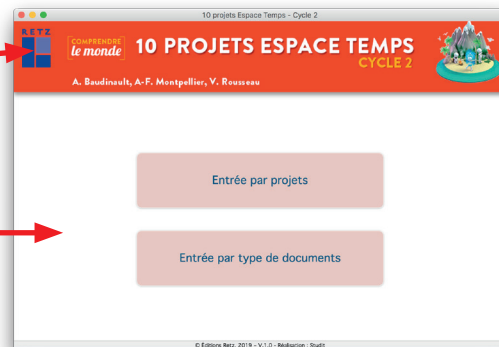 10 projets Espace Temps - Cycle 2
RETZ
COMPRENDRE
le monde
10 PROJETS ESPACE TEMPS
CYCLE 2
A. Baudinault, A-F. Montpellier, V. Rousseau
Entrée par projets
Entrée par type de documents
© Éditions Retz, 2019 - V.1.0 - Réalisation : Studit